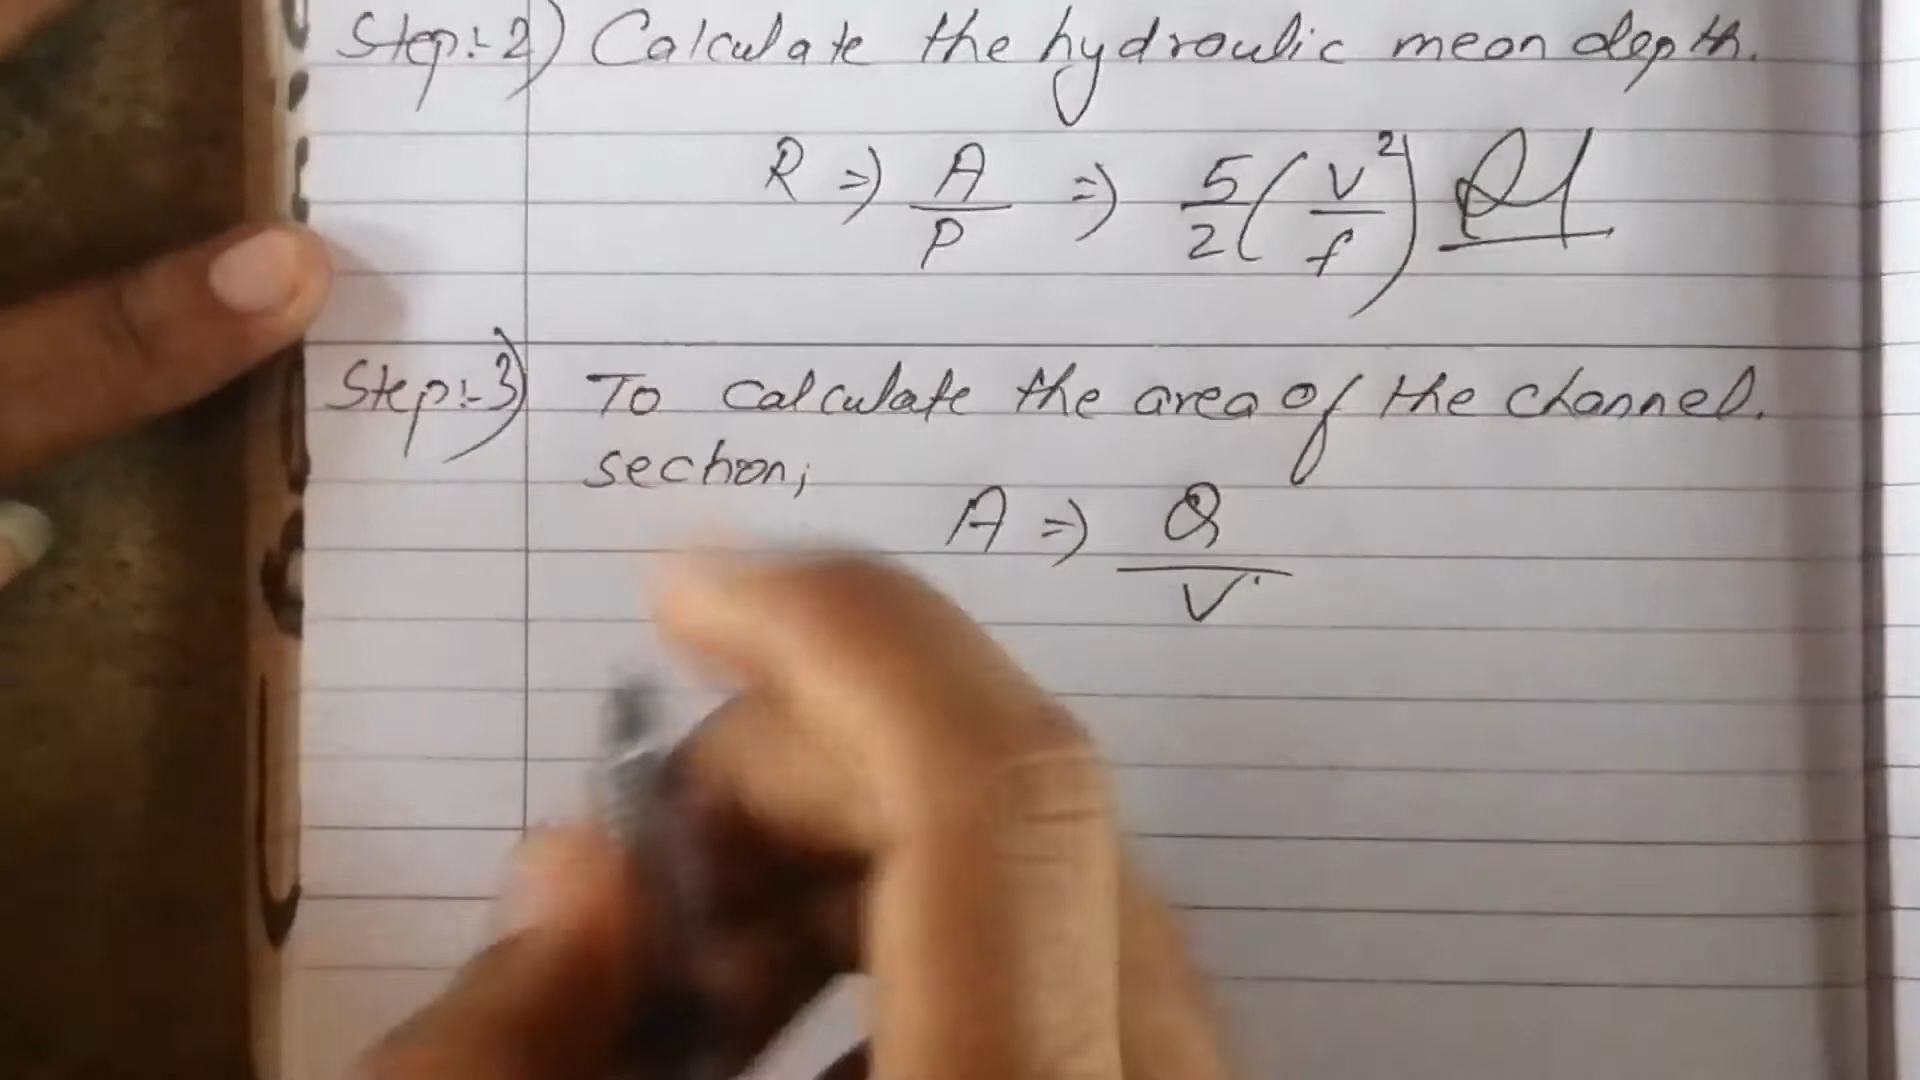 Step:-2) Calculate the hydraulic mean depth.
R => A/P => 5/2 (V²/f)
Step:-3) To calculate the area of the channel.
section;
A => Q/V